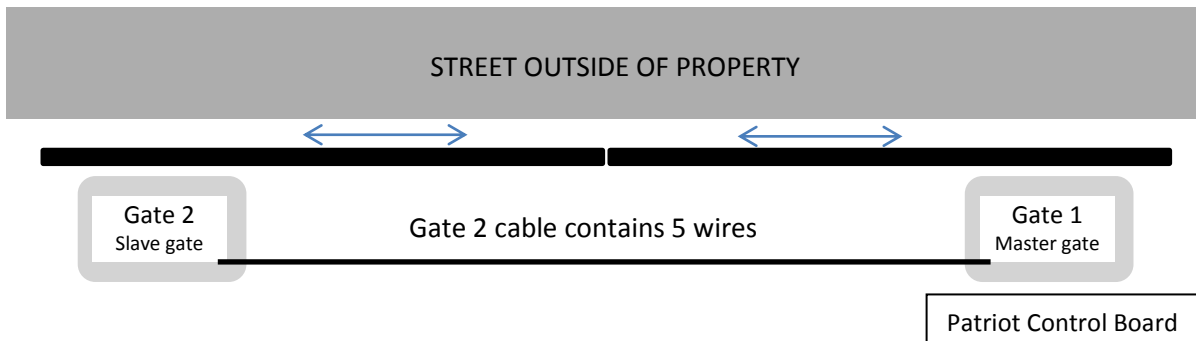 STREET OUTSIDE OF PROPERTY
Gate 2
Slave gate
Gate 2 cable contains 5 wires
Gate 1
Master gate
Patriot Control Board